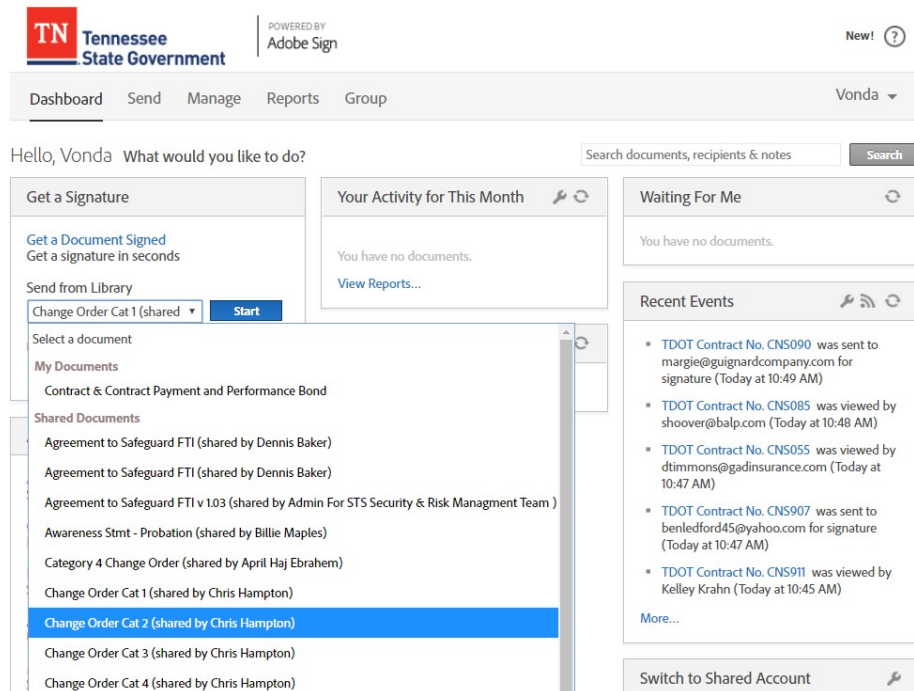 TN Tennessee
State Government
POWERED BY
Adobe Sign
New! ?
Dashboard Send Manage Reports Group Vonda
Hello, Vonda What would you like to do?
Search documents, recipients & notes Search
Get a Signature
Get a Document Signed
Get a signature in seconds
Send from Library
Change Order Cat 1 (shared Start
Select a document
My Documents
Contract & Contract Payment and Performance Bond
Shared Documents
Agreement to Safeguard FTI (shared by Dennis Baker)
Agreement to Safeguard FTI (shared by Dennis Baker)
Agreement to Safeguard FTI v 1.03 (shared by Admin For STS Security & Risk Managment Team )
Awareness Stmt - Probation (shared by Billie Maples)
Category 4 Change Order (shared by April Haj Ebrahem)
Change Order Cat 1 (shared by Chris Hampton)
Change Order Cat 2 (shared by Chris Hampton)
Change Order Cat 3 (shared by Chris Hampton)
Change Order Cat 4 (shared by Chris Hampton)
Your Activity for This Month
You have no documents.
View Reports...
Waiting For Me
You have no documents.
Recent Events
TDOT Contract No. CNS090 was sent to
margie@guignardcompany.com for
signature (Today at 10:49 AM)
TDOT Contract No. CNS085 was viewed by
shoover@balp.com (Today at 10:48 AM)
TDOT Contract No. CNS055 was viewed by
dtimmons@gadinsurance.com (Today at
10:47 AM)
TDOT Contract No. CNS907 was sent to
benledford45@yahoo.com for signature
(Today at 10:47 AM)
TDOT Contract No. CNS911 was viewed by
Kelley Krahn (Today at 10:45 AM)
More...
Switch to Shared Account